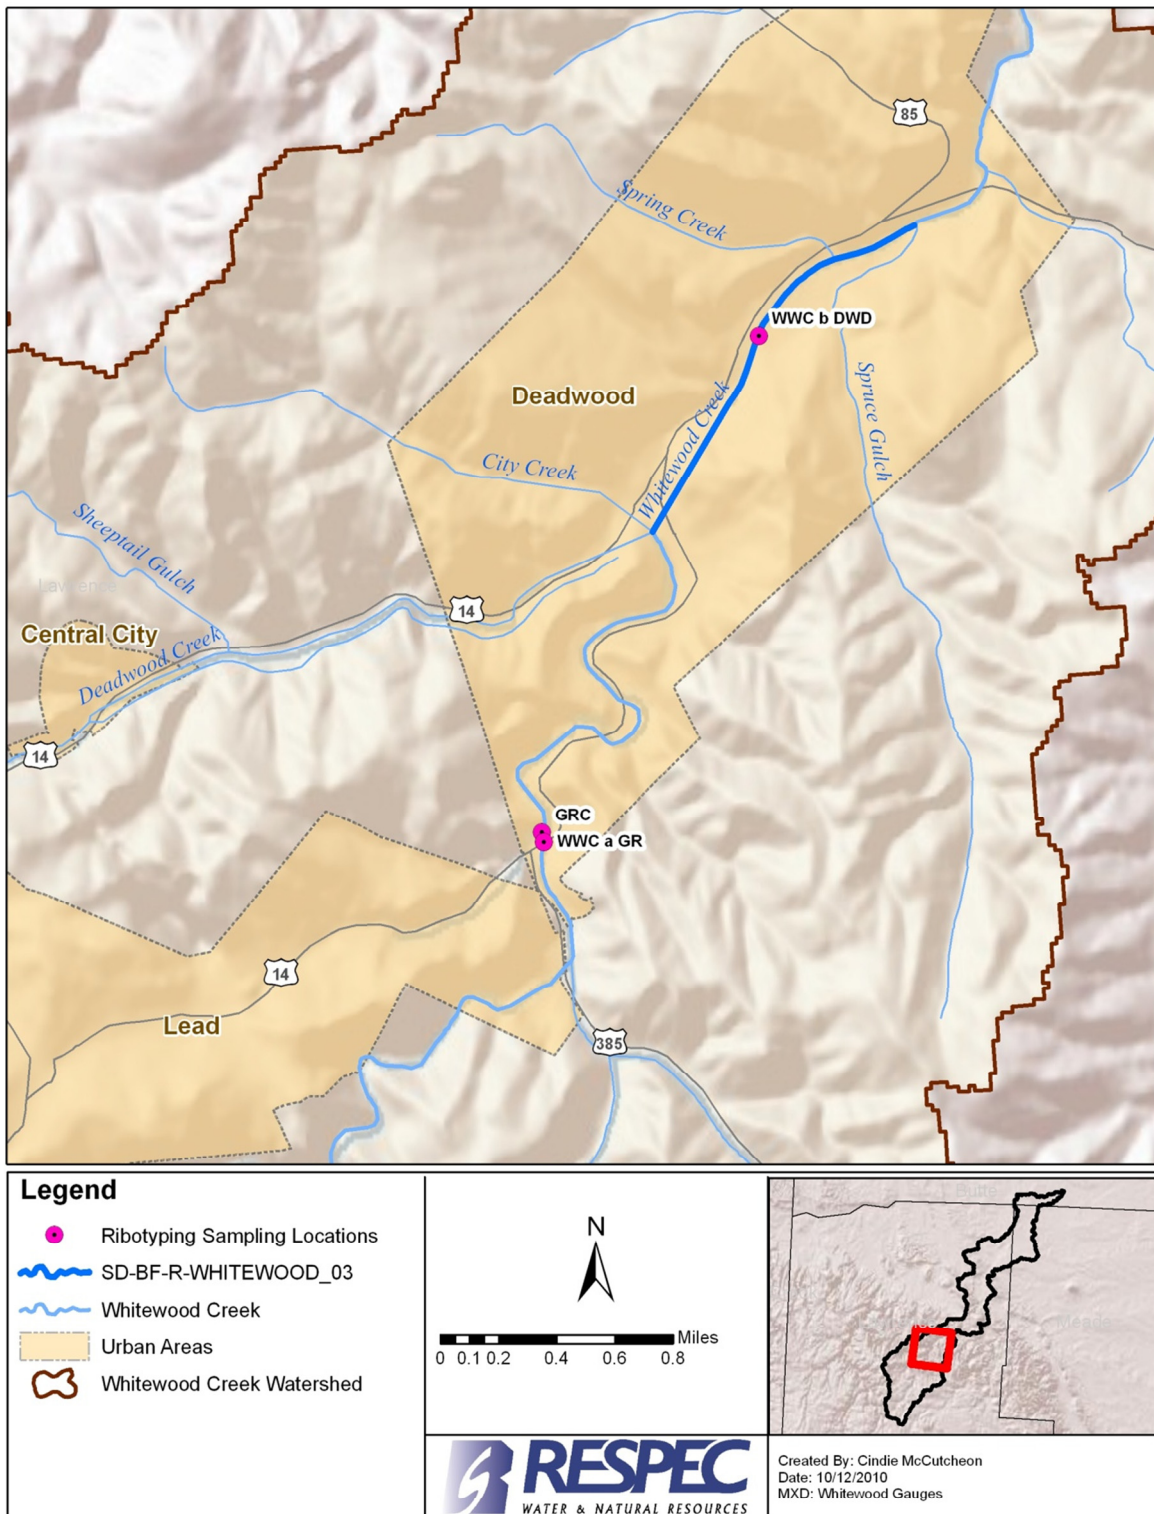 85
Spring Creek
WWC b DWD
Deadwood
Whitewood Creek
Spruce Gulch
City Creek
Sheeptail Gulch
Lawrence
14
Central City
Deadwood Creek
14
GRC
WWC a GR
14
Lead
385
Legend
Ribotyping Sampling Locations
SD-BF-R-WHITEWOOD_03
Whitewood Creek
Urban Areas
Whitewood Creek Watershed
N
Miles
0 0.1 0.2 0.4 0.6 0.8
Meade
RESPEC
WATER & NATURAL RESOURCES
Created By: Cindie McCutcheon
Date: 10/12/2010
MXD: Whitewood Gauges